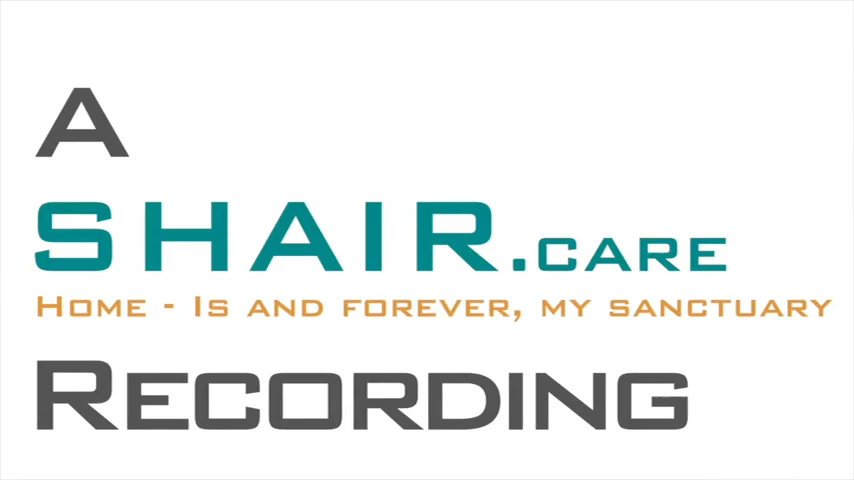 A
SHAIR.CARE
HOME - IS AND FOREVER, MY SANCTUARY
RECORDING